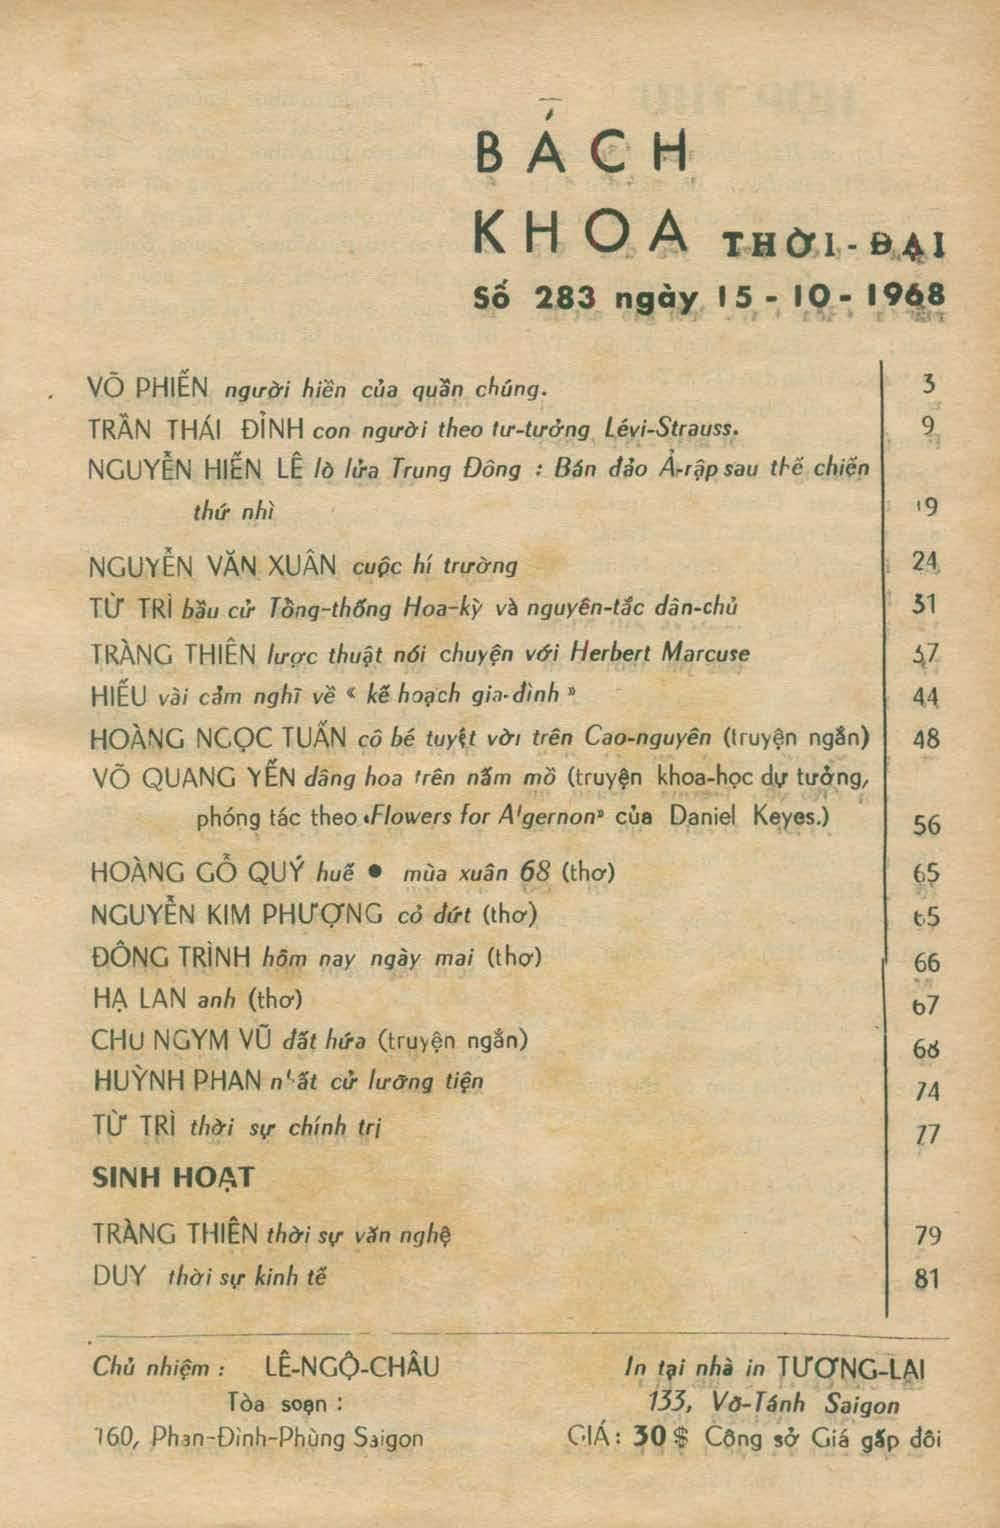 BÁCH
KHOA THỜI-ĐẠI
Số 283 ngày 15-10-1968
VÕ PHIẾN người hiền của quần chúng. 3
TRẦN THÁI ĐỈNH con người theo tư-tưởng Lévi-Strauss. 9
NGUYỄN HIẾN LÊ lò lửa Trung Đông : Bán đảo Ả-rập sau thế chiến
thứ nhì 19
NGUYỄN VĂN XUÂN cuộc hí trường 24
TỪ TRÌ bầu cử Tổng-thống Hoa-kỳ và nguyên-tắc dân-chủ 31
TRÀNG THIÊN lược thuật nói chuyện với Herbert Marcuse 37
HIẾU vài cảm nghĩ về « kế hoạch gia-đình » 44
HOÀNG NGỌC TUẤN cô bé tuyệt vời trên Cao-nguyên (truyện ngắn) 48
VÕ QUANG YẾN dâng hoa trên nấm mồ (truyện khoa-học dự tưởng,
phóng tác theo «Flowers for Algernon» của Daniel Keyes.) 56
HOÀNG GỖ QUÝ huế ● mùa xuân 68 (thơ) 65
NGUYỄN KIM PHƯỢNG cỏ dứt (thơ) 65
ĐÔNG TRÌNH hôm nay ngày mai (thơ) 66
HẠ LAN anh (thơ) 67
CHU NGYM VŨ đất hứa (truyện ngắn) 68
HUỲNH PHAN nhất cử lưỡng tiện 74
TỪ TRÌ thời sự chính trị 77
SINH HOẠT
TRÀNG THIÊN thời sự văn nghệ 79
DUY thời sự kinh tế 81
Chủ nhiệm : LÊ-NGỘ-CHÂU
Tòa soạn :
160, Phan-Đình-Phùng Saigon
In tại nhà in TƯƠNG-LAI
133, Võ-Tánh Saigon
GIÁ: 30$ Công sở Giá gấp đôi